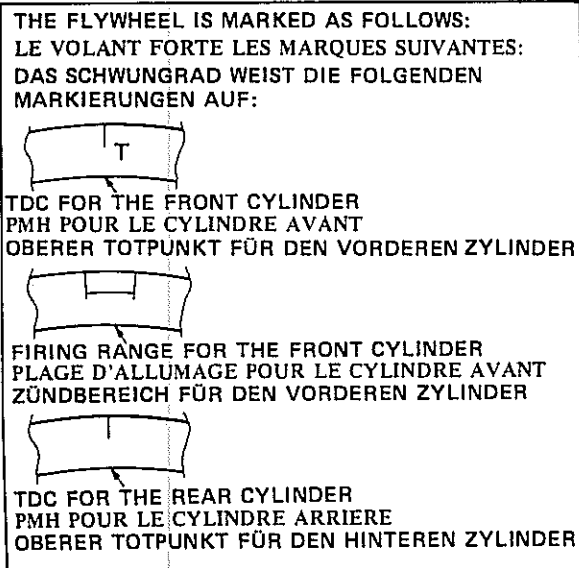 THE FLYWHEEL IS MARKED AS FOLLOWS:
LE VOLANT FORTE LES MARQUES SUIVANTES:
DAS SCHWUNGRAD WEIST DIE FOLGENDEN
MARKIERUNGEN AUF:
T
TDC FOR THE FRONT CYLINDER
PMH POUR LE CYLINDRE AVANT
OBERER TOTPUNKT FÜR DEN VORDEREN ZYLINDER
FIRING RANGE FOR THE FRONT CYLINDER
PLAGE D'ALLUMAGE POUR LE CYLINDRE AVANT
ZÜNDBEREICH FÜR DEN VORDEREN ZYLINDER
TDC FOR THE REAR CYLINDER
PMH POUR LE CYLINDRE ARRIERE
OBERER TOTPUNKT FÜR DEN HINTEREN ZYLINDER